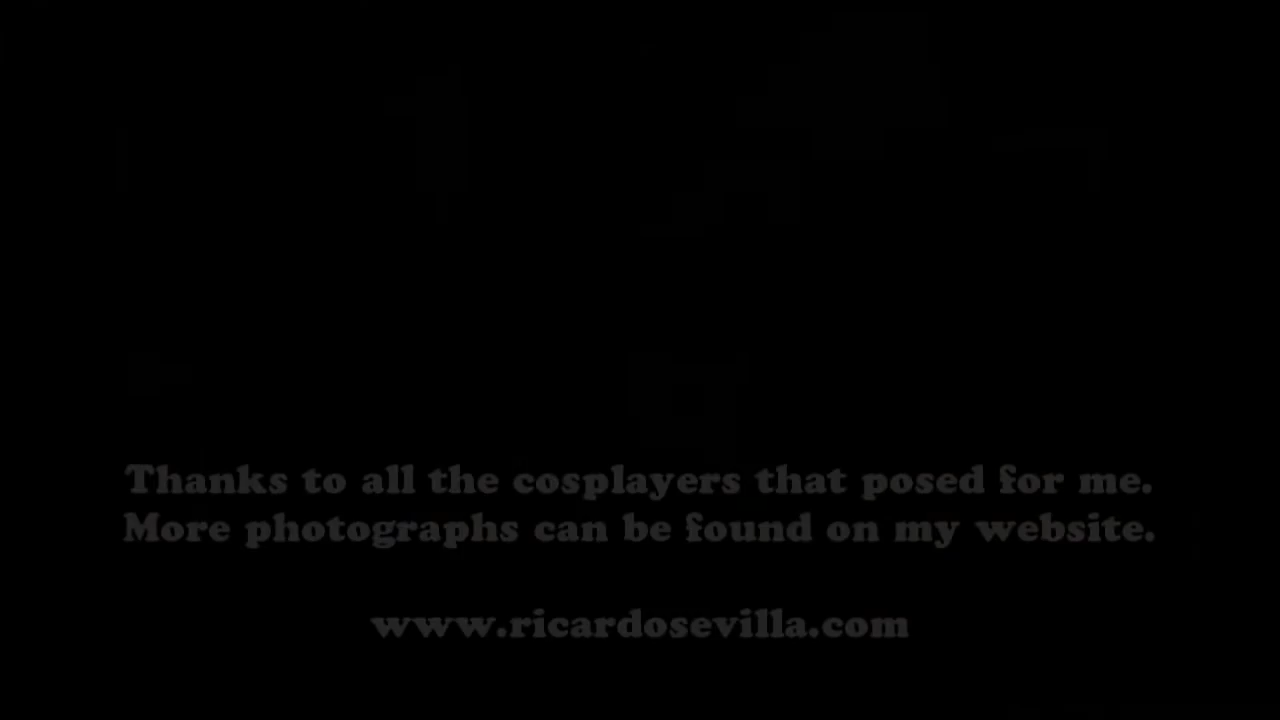 Thanks to all the cosplayers that posed for me.
More photographs can be found on my website.
www.ricardosevilla.com